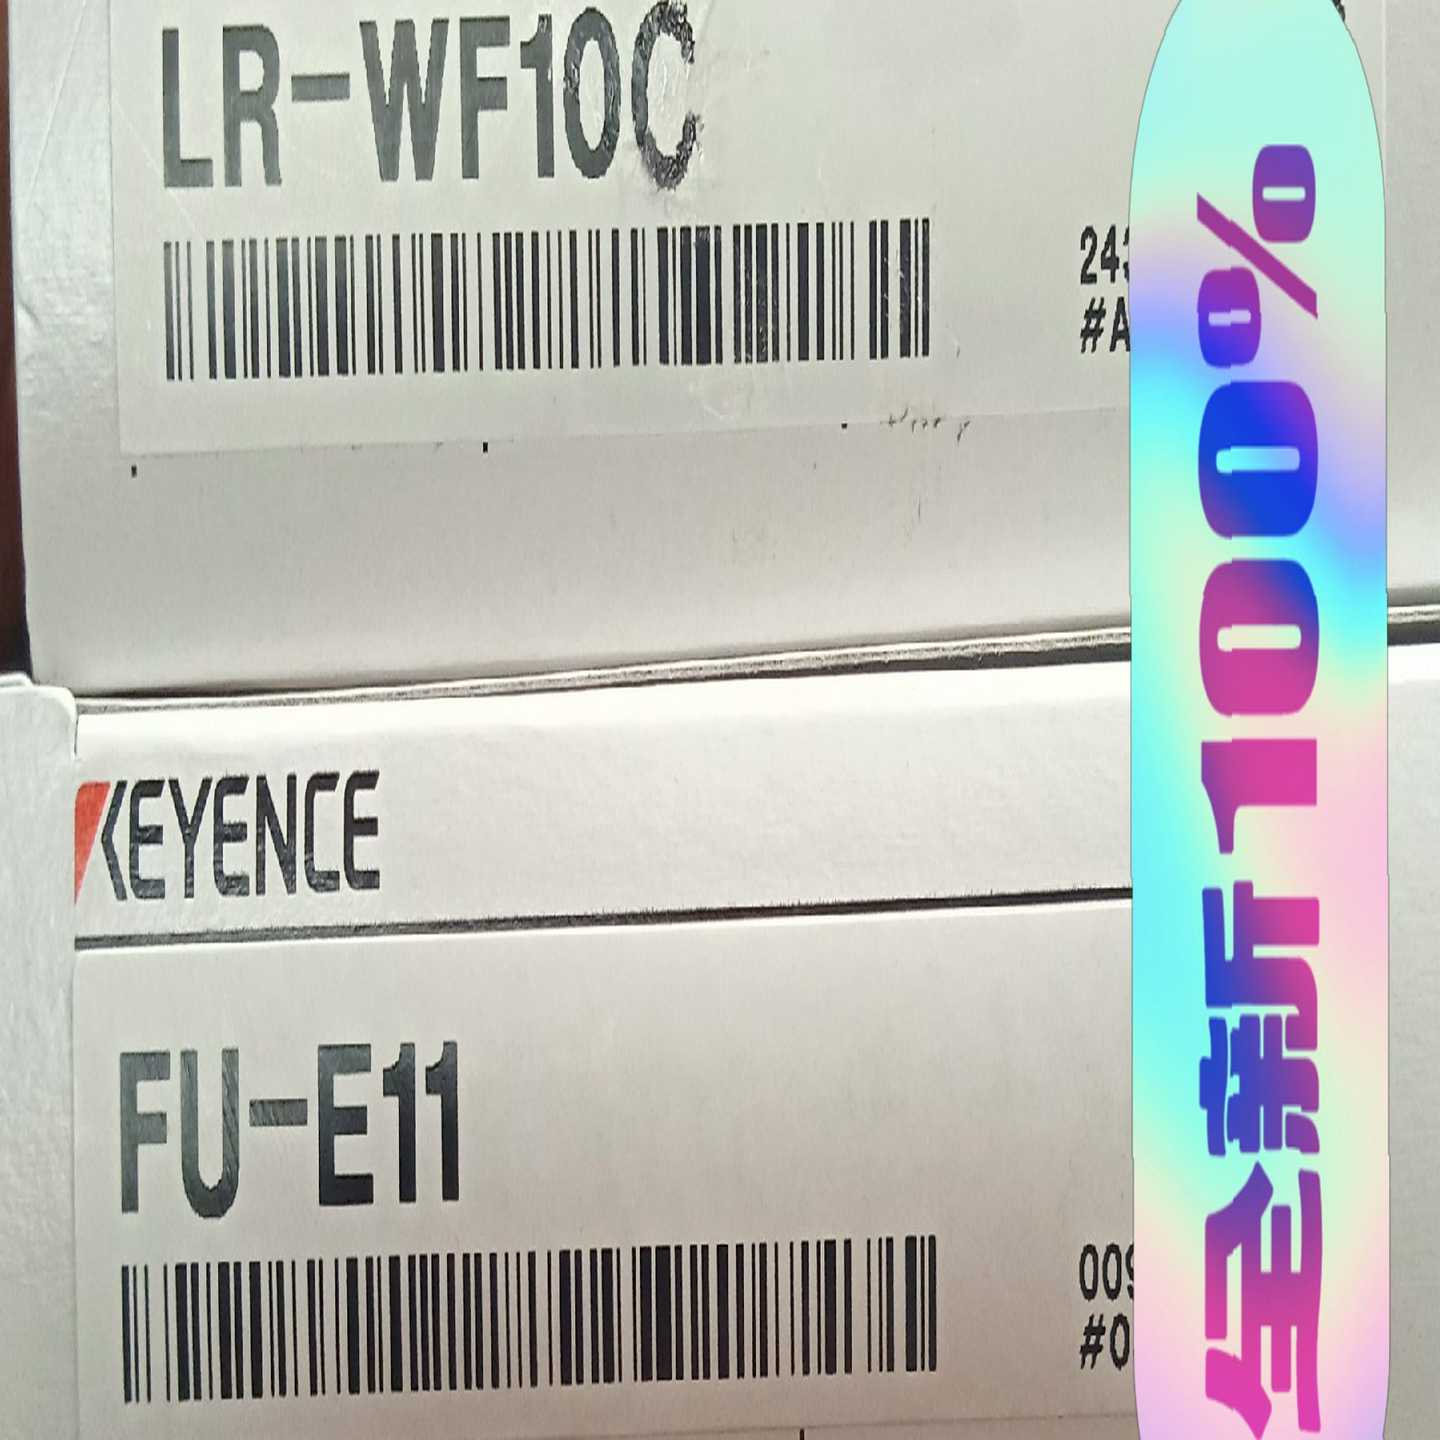 LR-WF10C
KEYENCE
FU-E11
全新100%